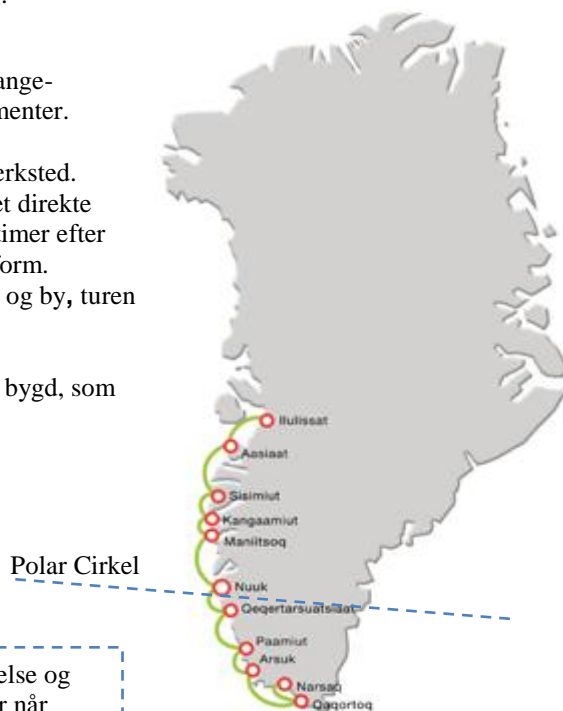 ange-
menter.
erksted.
et direkte
timer efter
form.
og by, turen
bygd, som
Ilulissat
Aasiaat
Sisimiut
Kangaamiut
Maniitsoq
Polar Cirkel
Nuuk
Qeqertarsuatsiaat
Paamiut
Arsuk
Narsaq
Qaqortoq
else og
r når